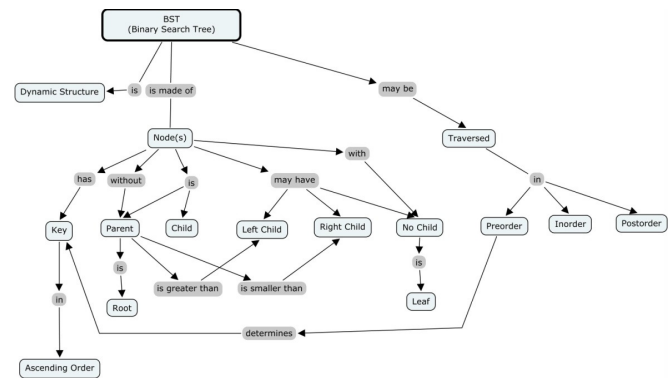 BST
(Binary Search Tree)
Dynamic Structure
is
is made of
may be
Node(s)
Traversed
with
has
without
is
may have
in
Key
Parent
Child
Left Child
Right Child
No Child
Preorder
Inorder
Postorder
is
is greater than
is smaller than
is
in
Root
Leaf
determines
Ascending Order